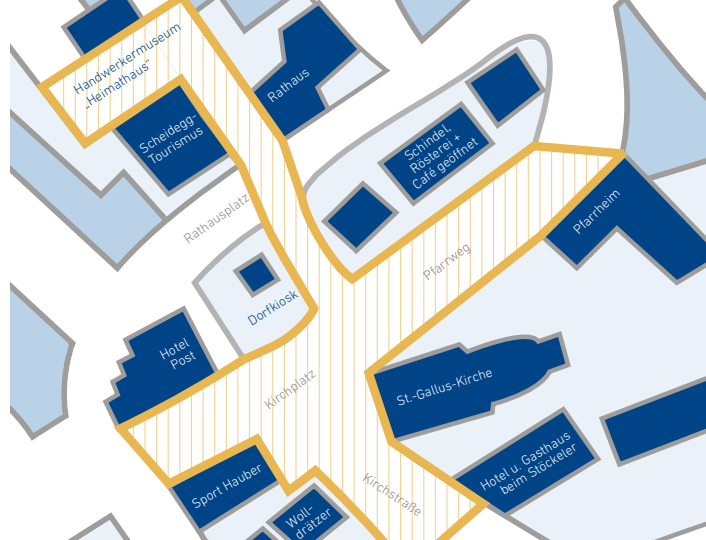 Handwerkermuseum
„Heimathaus“
Rathaus
Scheidegg-
Tourismus
Schindel,
Rösterei +
Café geöffnet
Rathausplatz
Pfarrheim
Pfarrweg
Dorfkiosk
Hotel
Post
Kirchplatz
St.-Gallus-Kirche
Hotel u. Gasthaus
beim Stöckeler
Sport Hauber
Kirchstraße
Woll-
drätzer